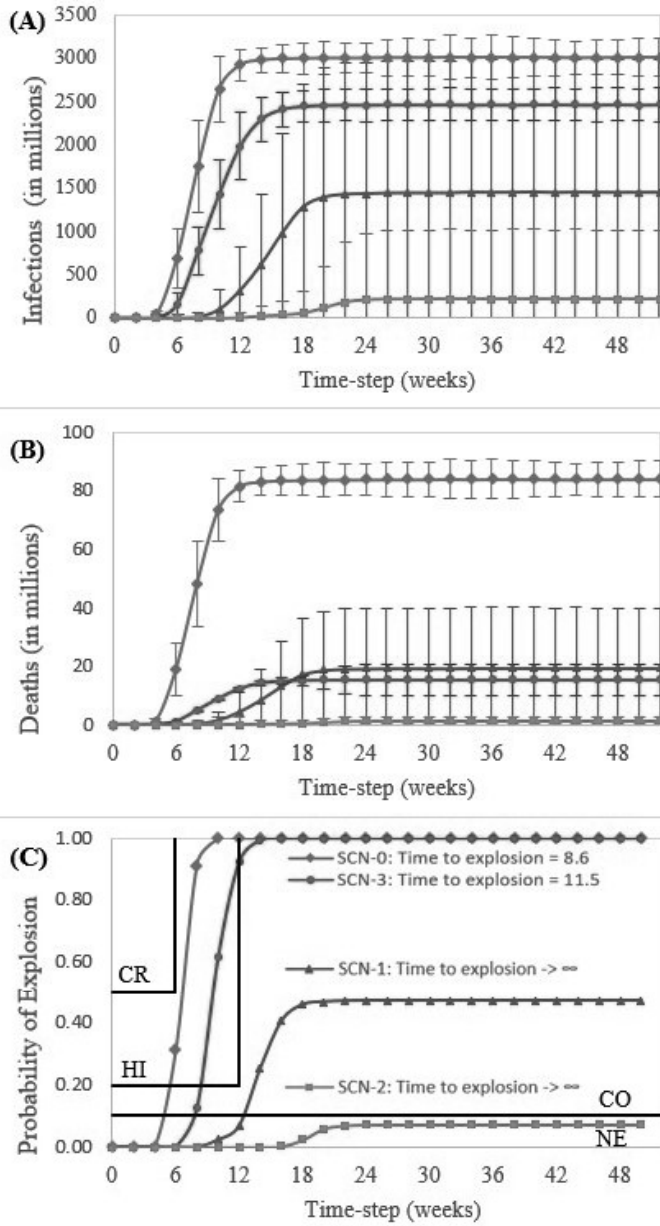 (A)
3500
3000
2500
2000
1500
1000
500
0
Infections (in millions)
0 6 12 18 24 30 36 42 48
Time-step (weeks)
(B)
100
80
60
40
20
0
Deaths (in millions)
0 6 12 18 24 30 36 42 48
Time-step (weeks)
(C)
1.00
0.80
0.60
0.40
0.20
0.00
Probability of Explosion
SCN-0: Time to explosion = 8.6
SCN-3: Time to explosion = 11.5
CR
SCN-1: Time to explosion -> ∞
HI
SCN-2: Time to explosion -> ∞
CO
NE
0 6 12 18 24 30 36 42 48
Time-step (weeks)